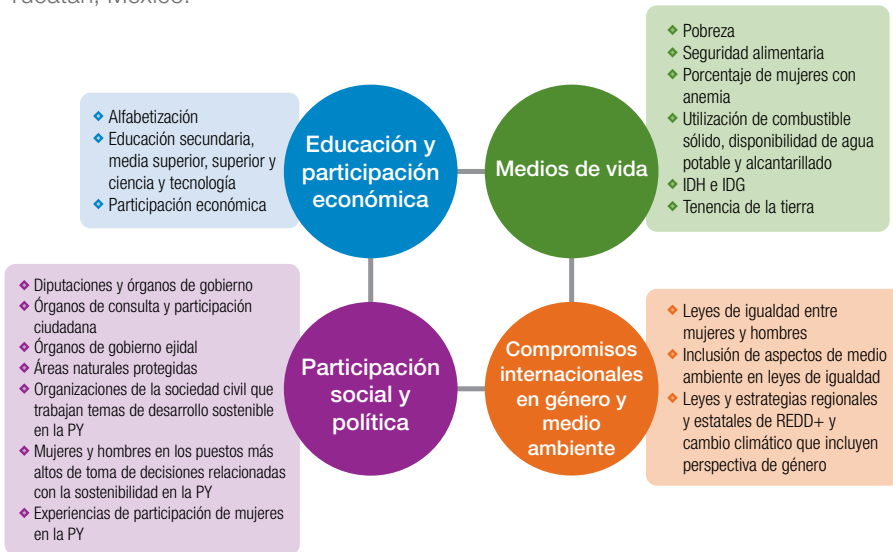 Yucatán, México.
Alfabetización
Educación secundaria,
media superior, superior y
ciencia y tecnología
Participación económica
Educación y
participación
económica
Medios de vida
Pobreza
Seguridad alimentaria
Porcentaje de mujeres con
anemia
Utilización de combustible
sólido, disponibilidad de agua
potable y alcantarillado
IDH e IDG
Tenencia de la tierra
Diputaciones y órganos de gobierno
Órganos de consulta y participación
ciudadana
Órganos de gobierno ejidal
Áreas naturales protegidas
Organizaciones de la sociedad civil que
trabajan temas de desarrollo sostenible
en la PY
Mujeres y hombres en los puestos más
altos de toma de decisiones relacionadas
con la sostenibilidad en la PY
Experiencias de participación de mujeres
en la PY
Participación
social y
política
Compromisos
internacionales
en género y
medio
ambiente
Leyes de igualdad entre
mujeres y hombres
Inclusión de aspectos de medio
ambiente en leyes de igualdad
Leyes y estrategias regionales
y estatales de REDD+ y
cambio climático que incluyen
perspectiva de género